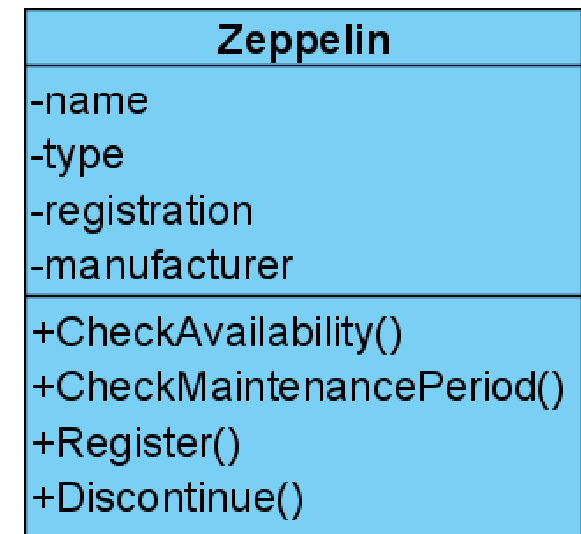 Zeppelin
-name
-type
-registration
-manufacturer
+CheckAvailability()
+CheckMaintenancePeriod()
+Register()
+Discontinue()